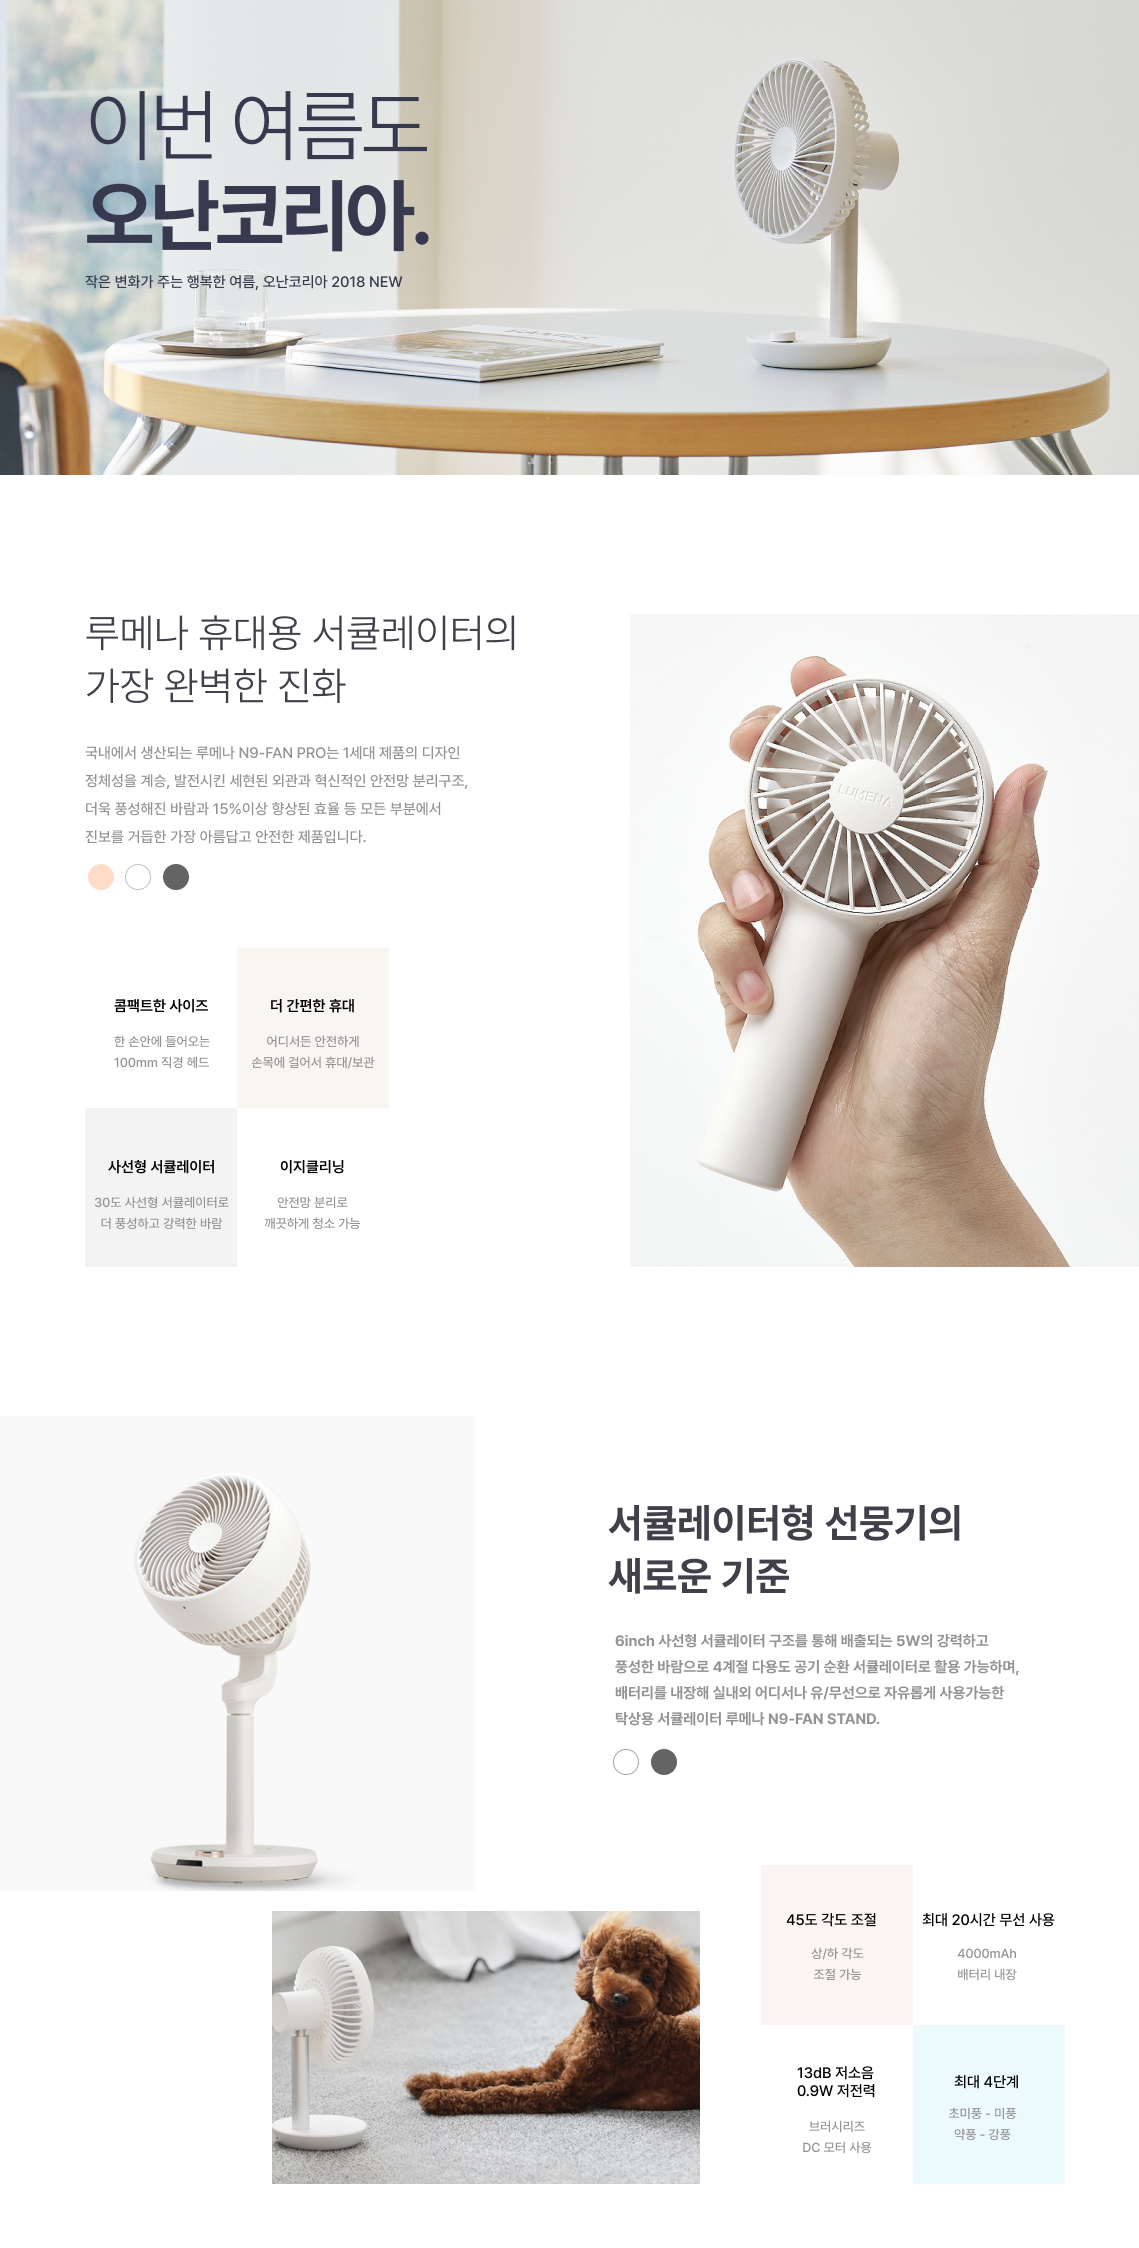 이번 여름도
오난코리아.
작은 변화가 주는 행복한 여름, 오난코리아 2018 NEW
루메나 휴대용 서큘레이터의
가장 완벽한 진화
국내에서 생산되는 루메나 N9-FAN PRO는 1세대 제품의 디자인
정체성을 계승, 발전시킨 세현된 외관과 혁신적인 안전망 분리구조,
더욱 풍성해진 바람과 15%이상 향상된 효율 등 모든 부분에서
진보를 거듭한 가장 아름답고 안전한 제품입니다.
LUMENA
콤팩트한 사이즈
한 손안에 들어오는
100mm 직경 헤드
더 간편한 휴대
어디서든 안전하게
손목에 걸어서 휴대/보관
사선형 서큘레이터
30도 사선형 서큘레이터로
더 풍성하고 강력한 바람
이지클리닝
안전망 분리로
깨끗하게 청소 가능
서큘레이터형 선뭉기의
새로운 기준
6inch 사선형 서큘레이터 구조를 통해 배출되는 5W의 강력하고
풍성한 바람으로 4계절 다용도 공기 순환 서큘레이터로 활용 가능하며,
배터리를 내장해 실내외 어디서나 유/무선으로 자유롭게 사용가능한
탁상용 서큘레이터 루메나 N9-FAN STAND.
45도 각도 조절
상/하 각도
조절 가능
최대 20시간 무선 사용
4000mAh
배터리 내장
13dB 저소음
0.9W 저전력
브러시리즈
DC 모터 사용
최대 4단계
초미풍 - 미풍
약풍 - 강풍